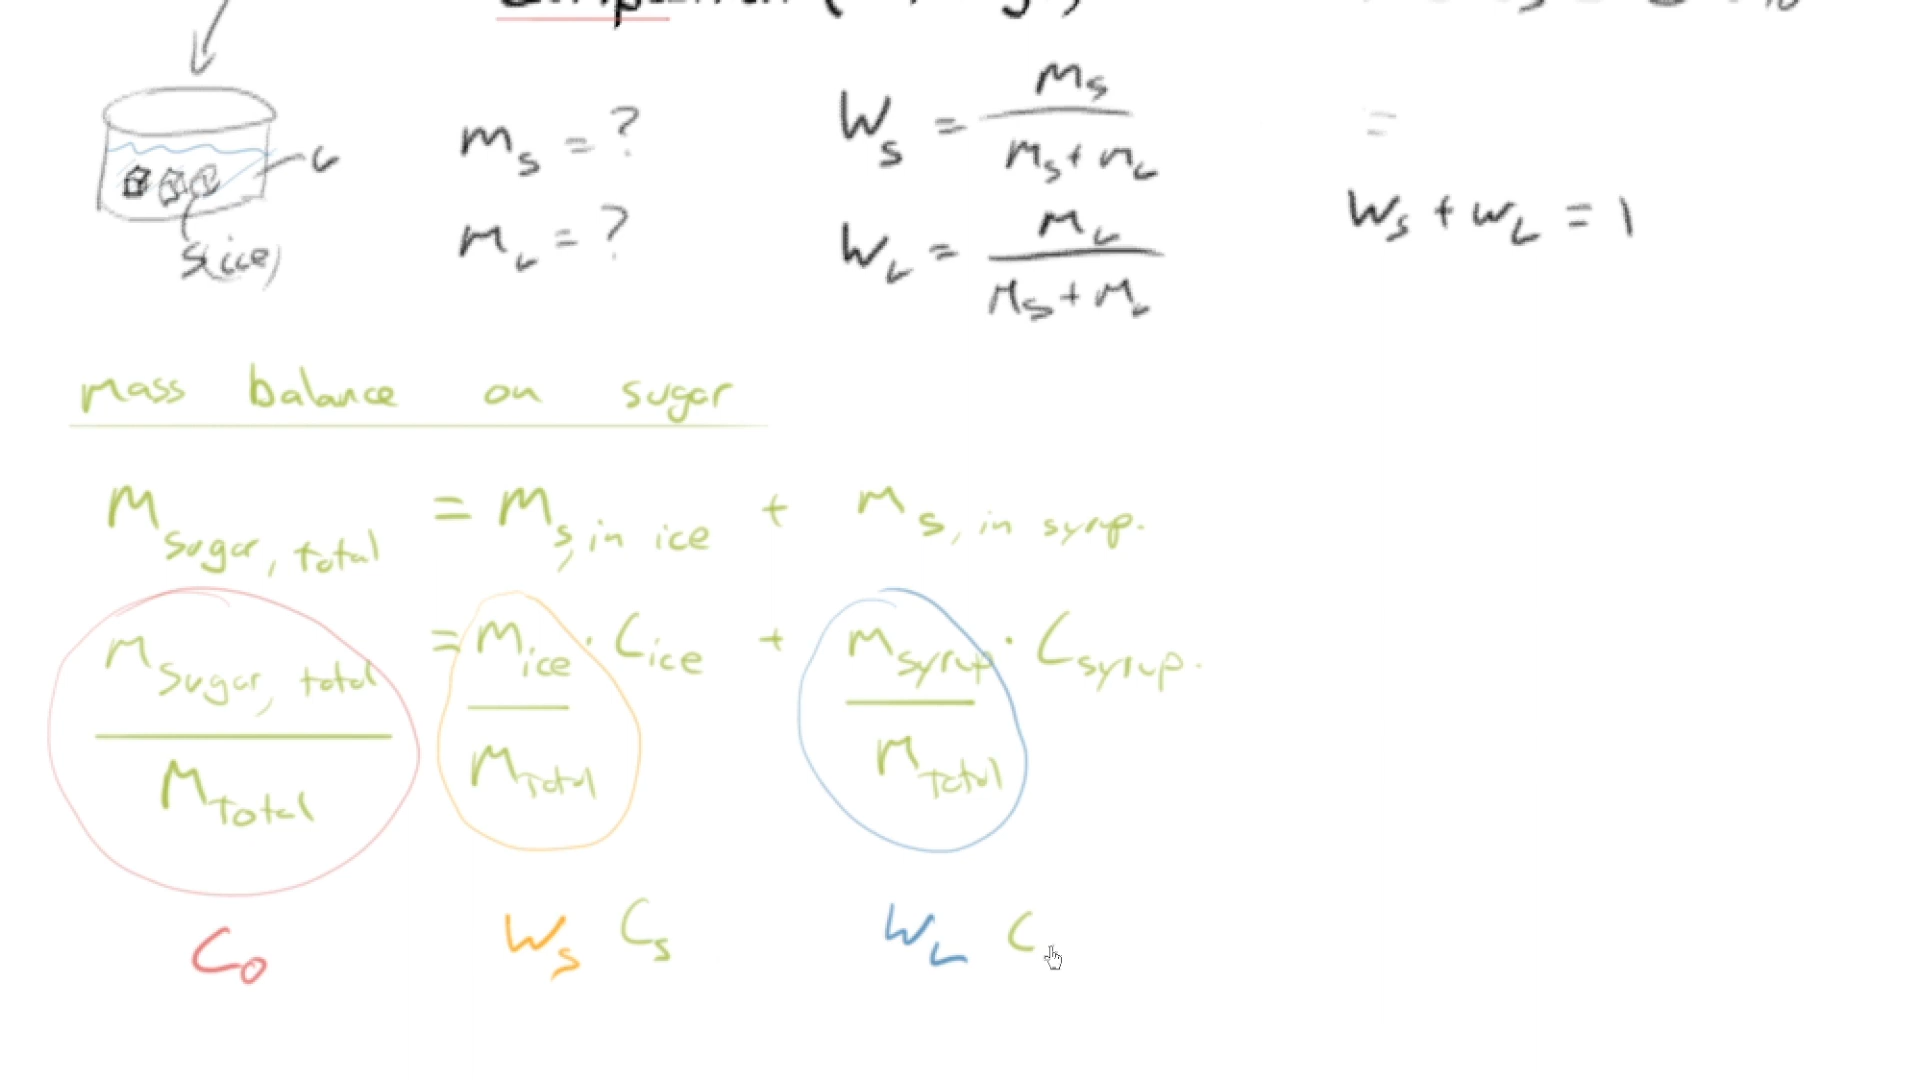 m_s = ?
W_s = m_s / (m_s + m_L)
=
L
S(ice)
m_L = ?
W_L = m_L / (m_s + m_L)
W_s + W_L = 1
mass balance on sugar
M_sugar, total = M_s, in ice + M_s, in syrup.
m_sugar, total / M_Total = m_ice / M_Total · C_ice + m_syrup / m_Total · C_syrup.
C_0 W_s C_s W_L C